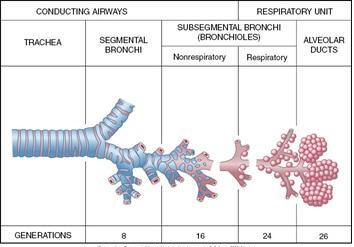 CONDUCTING AIRWAYS
RESPIRATORY UNIT
TRACHEA
SEGMENTAL
BRONCHI
SUBSEGMENTAL BRONCHI
(BRONCHIOLES)
Nonrespiratory
Respiratory
ALVEOLAR
DUCTS
GENERATIONS
8
16
24
26